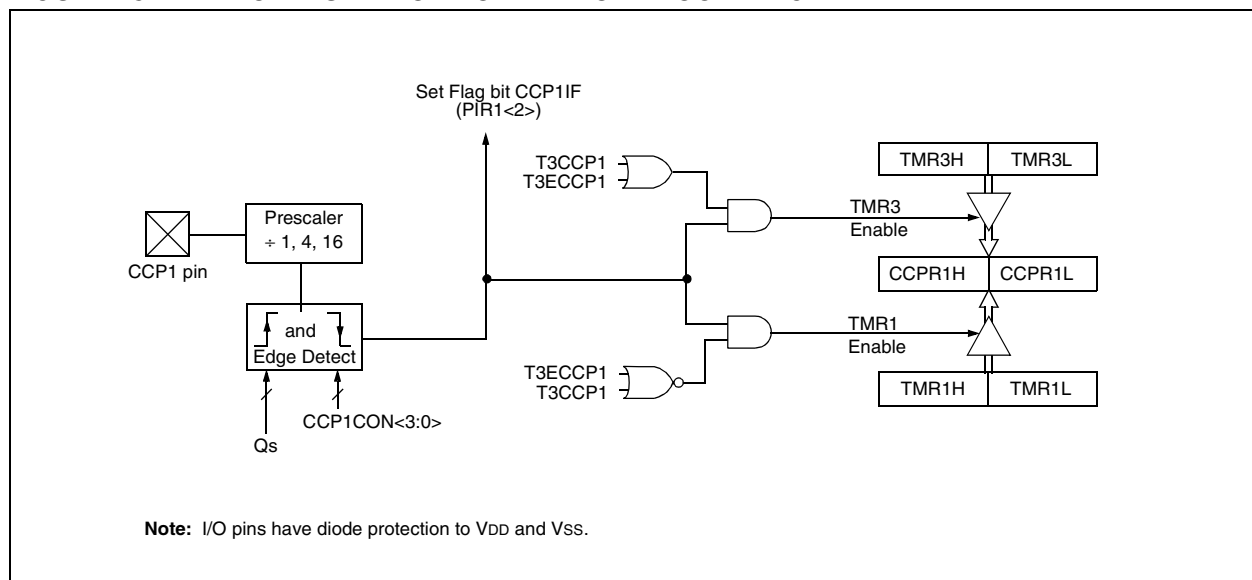 Set Flag bit CCP1IF
(PIR1<2>)
T3CCP1
T3ECCP1
TMR3H TMR3L
Prescaler
÷ 1, 4, 16
TMR3
Enable
CCP1 pin
CCPR1H CCPR1L
and
Edge Detect
TMR1
Enable
T3ECCP1
T3CCP1
TMR1H TMR1L
CCP1CON<3:0>
Qs
Note: I/O pins have diode protection to VDD and VSS.